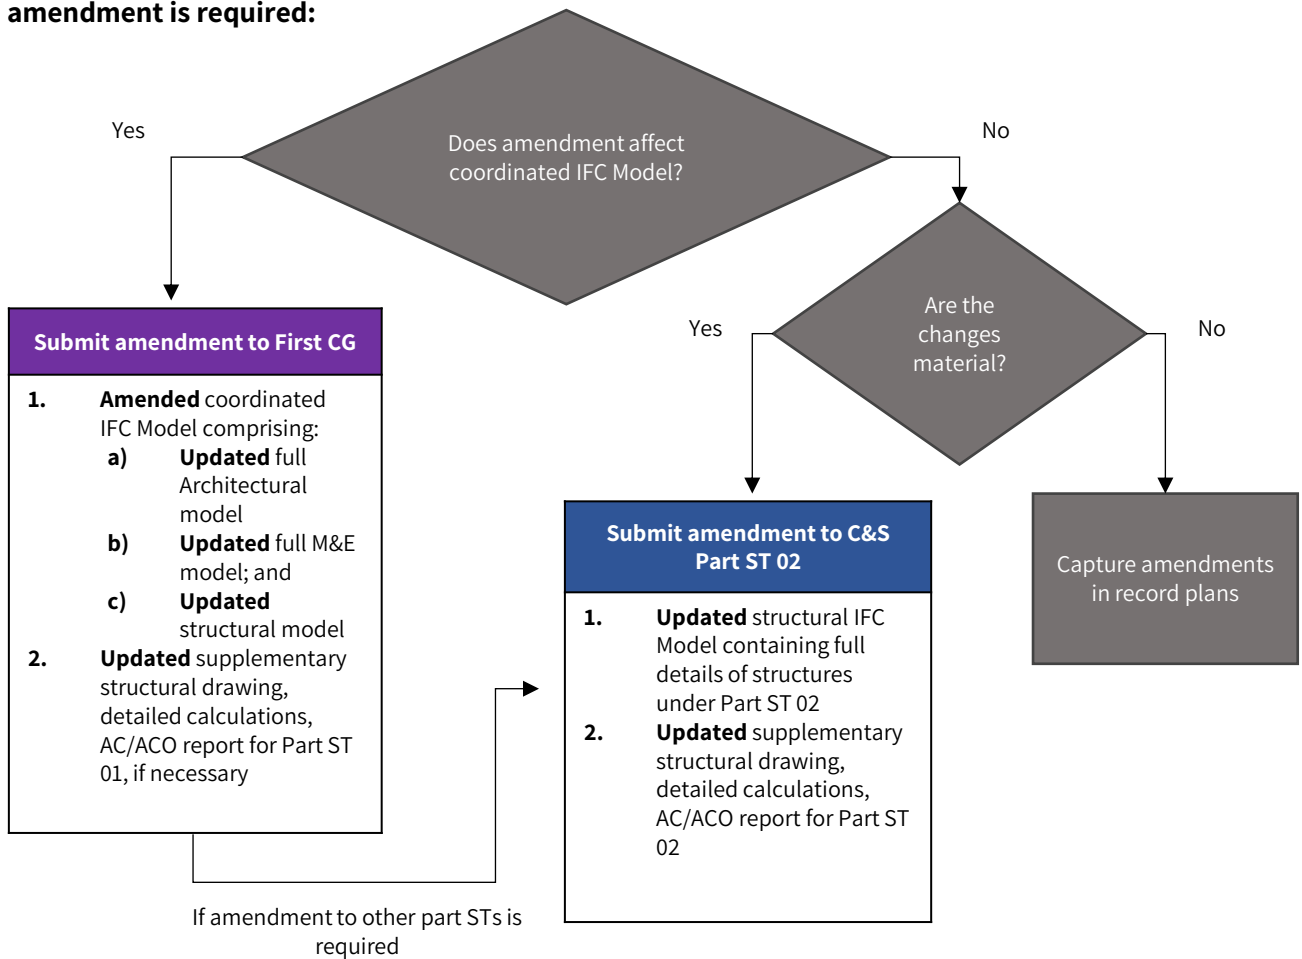 amendment is required:
Yes
Does amendment affect
coordinated IFC Model?
No
Submit amendment to First CG
1. Amended coordinated
IFC Model comprising:
a) Updated full
Architectural
model
b) Updated full M&E
model; and
c) Updated
structural model
2. Updated supplementary
structural drawing,
detailed calculations,
AC/ACO report for Part ST
01, if necessary
Yes
Are the
changes
material?
No
Submit amendment to C&S
Part ST 02
1. Updated structural IFC
Model containing full
details of structures
under Part ST 02
2. Updated supplementary
structural drawing,
detailed calculations,
AC/ACO report for Part ST
02
Capture amendments
in record plans
If amendment to other part STs is
required